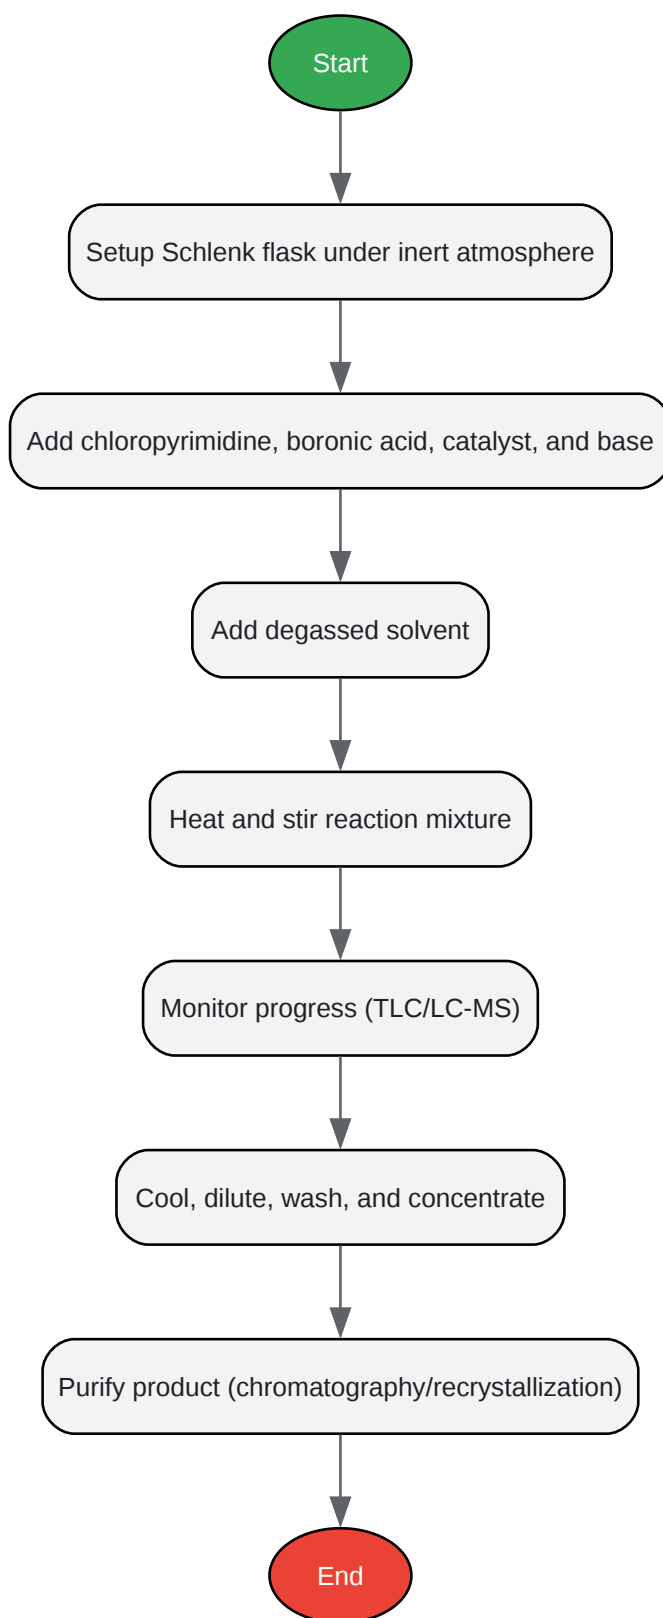 Start
Setup Schlenk flask under inert atmosphere
Add chloropyrimidine, boronic acid, catalyst, and base
Add degassed solvent
Heat and stir reaction mixture
Monitor progress (TLC/LC-MS)
Cool, dilute, wash, and concentrate
Purify product (chromatography/recrystallization)
End